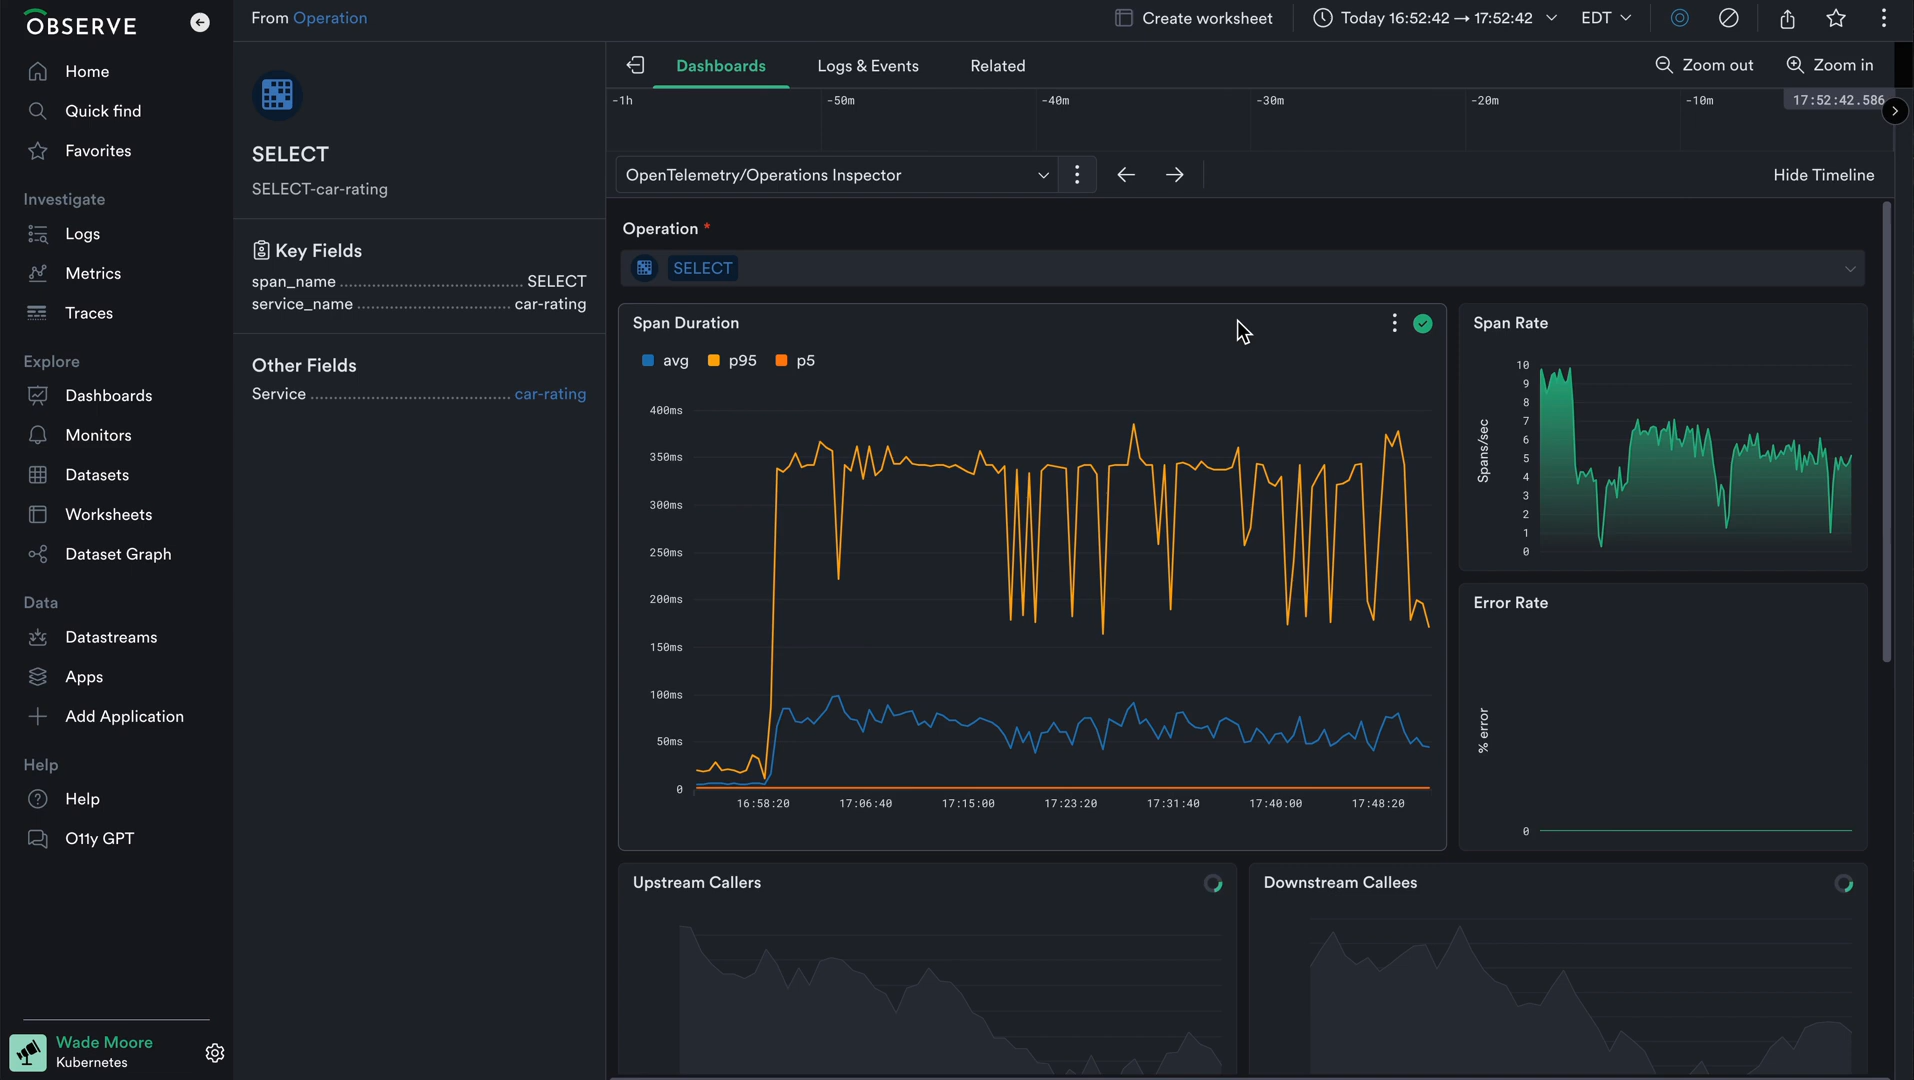 OBSERVE
Home
Quick find
Favorites
Investigate
Logs
Metrics
Traces
Explore
Dashboards
Monitors
Datasets
Worksheets
Dataset Graph
Data
Datastreams
Apps
Add Application
Help
Help
O11y GPT
Wade Moore
Kubernetes
From Operation
Create worksheet
Today 16:52:42 → 17:52:42
EDT
SELECT
SELECT-car-rating
Key Fields
span_name SELECT
service_name car-rating
Other Fields
Service car-rating
Dashboards
Logs & Events
Related
Zoom out
Zoom in
-1h
-50m
-40m
-30m
-20m
-10m
17:52:42.586
OpenTelemetry/Operations Inspector
Hide Timeline
Operation *
SELECT
Span Duration
avg
p95
p5
400ms
350ms
300ms
250ms
200ms
150ms
100ms
50ms
0
16:58:20
17:06:40
17:15:00
17:23:20
17:31:40
17:40:00
17:48:20
Span Rate
Spans/sec
10
9
8
7
6
5
4
3
2
1
0
Error Rate
% error
0
Upstream Callers
Downstream Callees